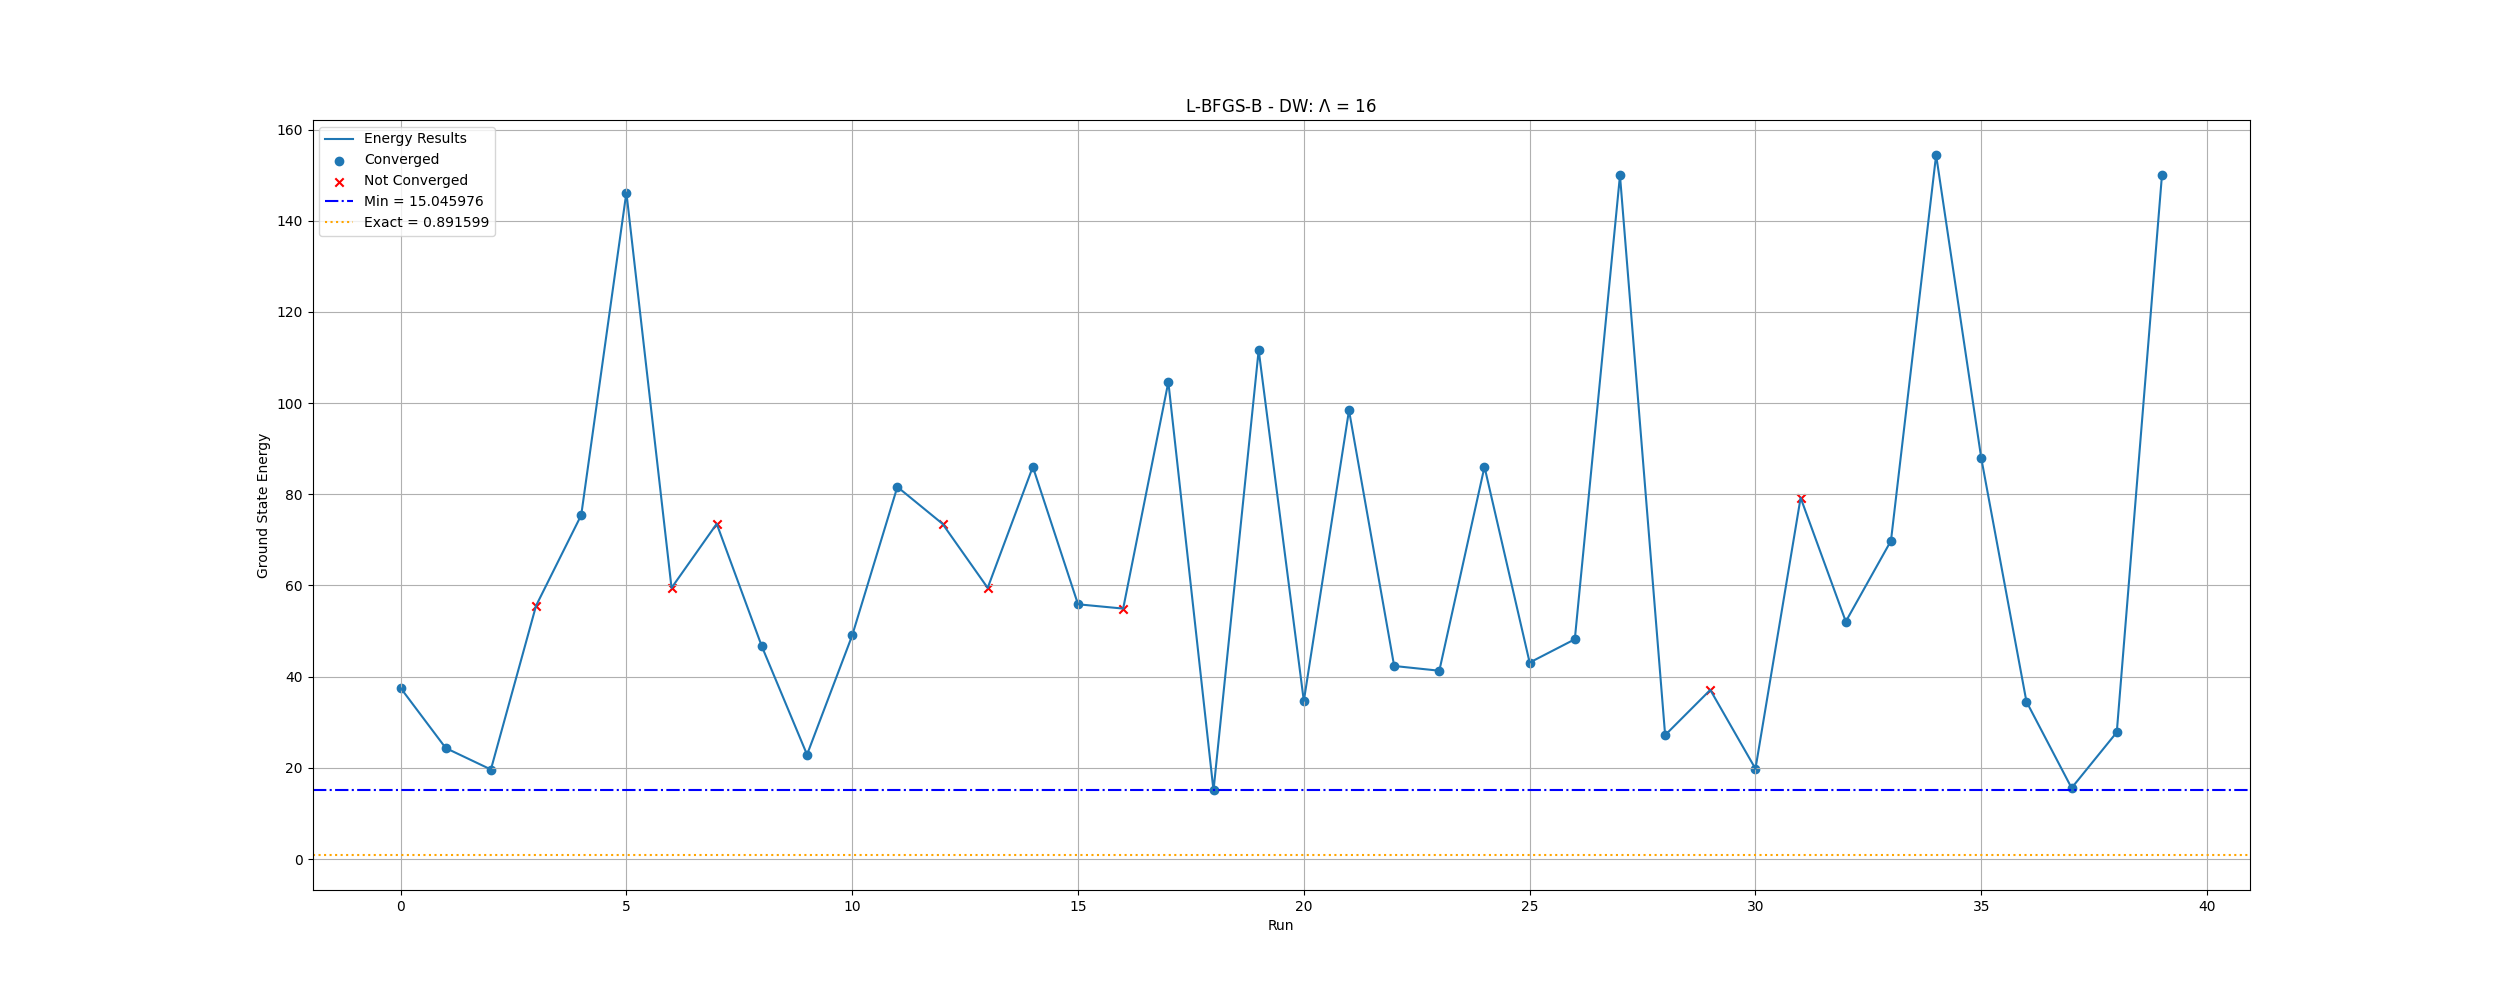 L-BFGS-B - DW: Λ = 16
160
140
120
100
80
60
40
20
0
Ground State Energy
Energy Results
Converged
Not Converged
Min = 15.045976
Exact = 0.891599
0 5 10 15 20 25 30 35 40
Run